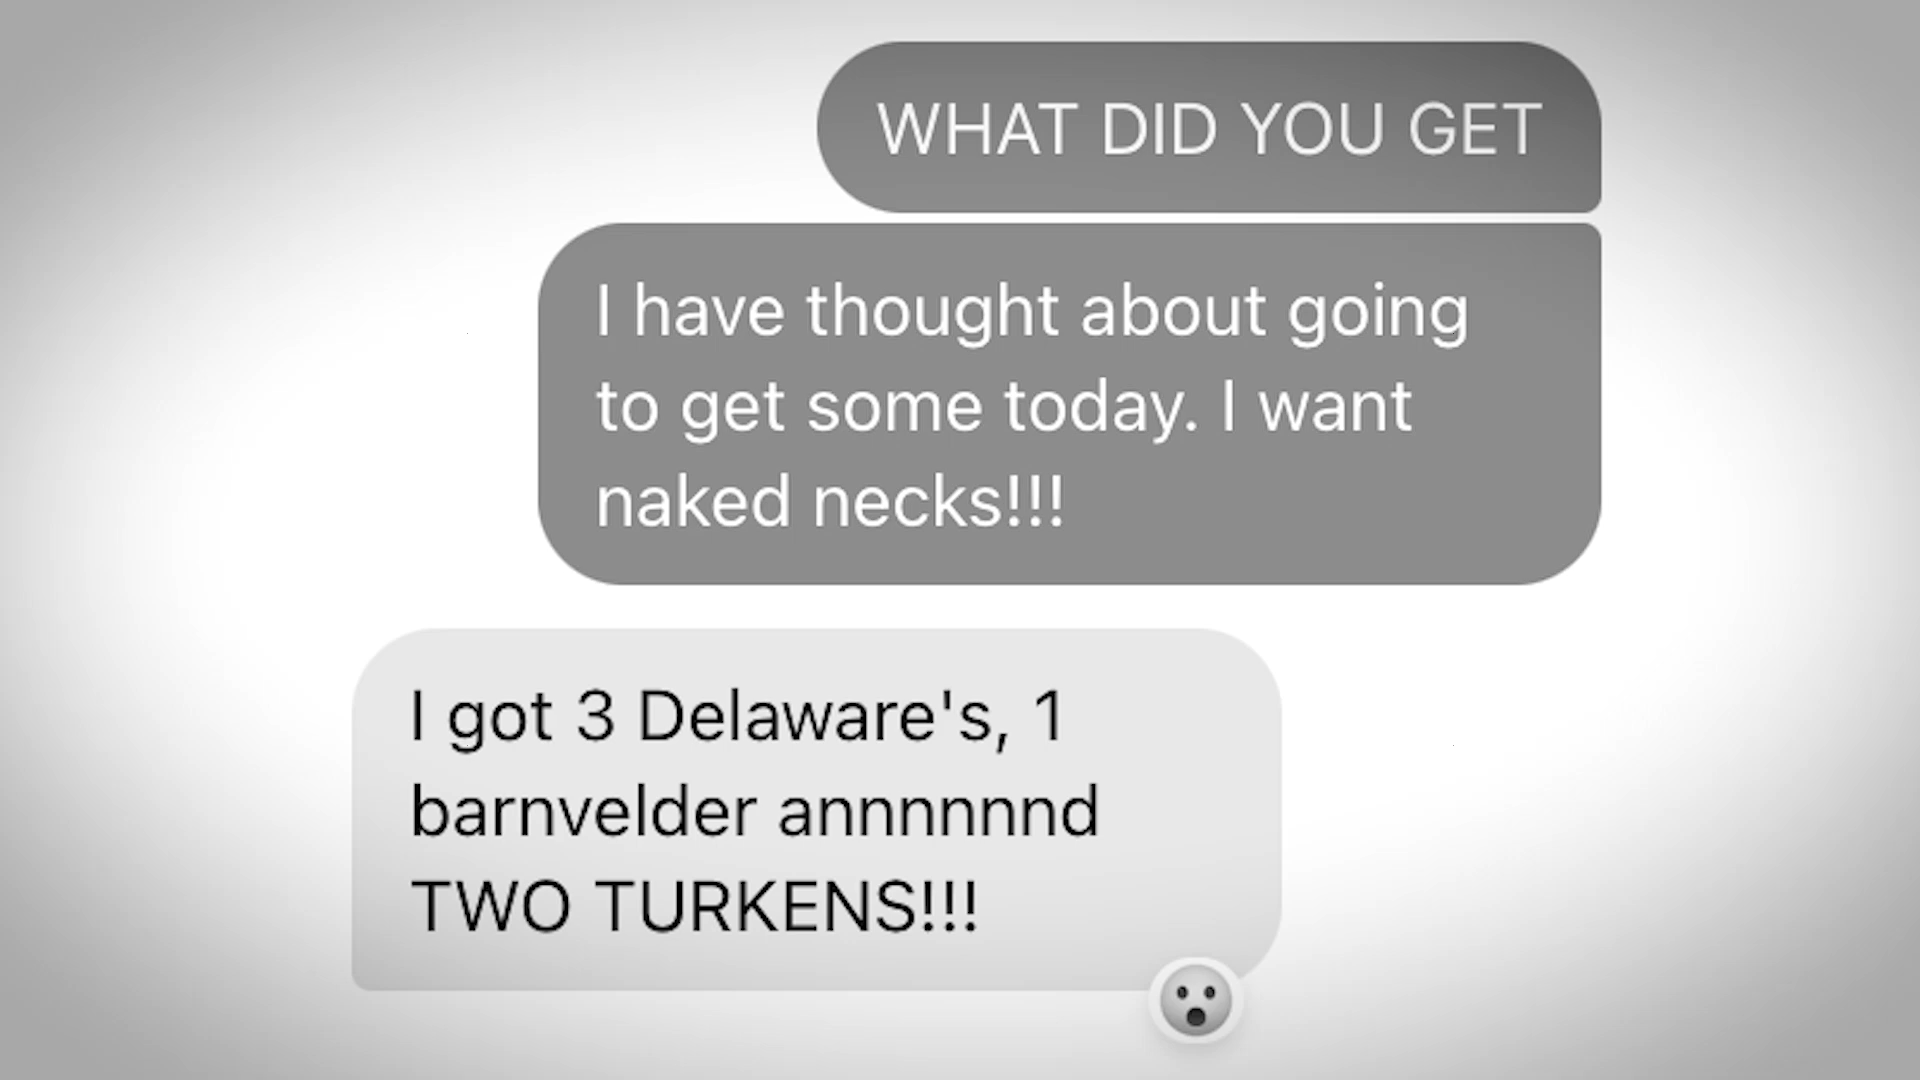 WHAT DID YOU GET
I have thought about going
to get some today. I want
naked necks!!!
I got 3 Delaware's, 1
barnvelder annnnnnd
TWO TURKENS!!!